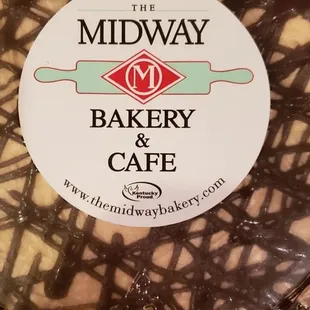 THE
MIDWAY
M
BAKERY
&
CAFE
Kentucky
Proud
www.themidwaybakery.com